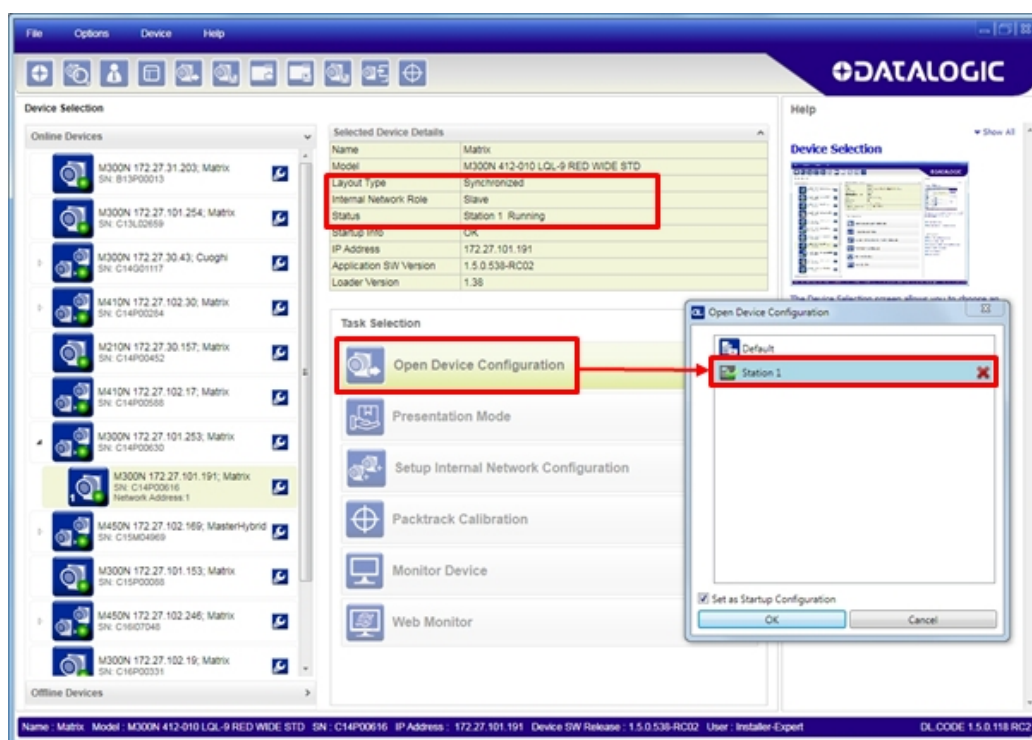 File Options Device Help
DATALOGIC
Device Selection
Online Devices
M300N 172.27.31.203; Matrix
SN: B13P00013
M300N 172.27.101.254; Matrix
SN: C13L02659
M300N 172.27.30.43; Cuoghi
SN: C14G01117
M410N 172.27.102.30; Matrix
SN: C14P00284
M210N 172.27.30.157; Matrix
SN: C14P00452
M410N 172.27.102.17; Matrix
SN: C14P00588
M300N 172.27.101.253; Matrix
SN: C14P00630
1
M300N 172.27.101.191; Matrix
SN: C14P00616
Network Address:1
M450N 172.27.102.169; MasterHybrid
SN: C15M04969
M300N 172.27.101.153; Matrix
SN: C15P00088
M450N 172.27.102.246; Matrix
SN: C16I07048
M300N 172.27.102.19; Matrix
SN: C16P00331
Offline Devices
Selected Device Details
Name Matrix
Model M300N 412-010 LQL-9 RED WIDE STD
Layout Type Synchronized
Internal Network Role Slave
Status Station 1 Running
Startup Info OK
IP Address 172.27.101.191
Application SW Version 1.5.0.538-RC02
Loader Version 1.38
Task Selection
Open Device Configuration
Presentation Mode
Setup Internal Network Configuration
Packtrack Calibration
Monitor Device
Web Monitor
Help
Show All
Device Selection
The Device Selection screen allows you to choose an
Open Device Configuration
Default
Station 1
Set as Startup Configuration
OK Cancel
Name : Matrix Model : M300N 412-010 LQL-9 RED WIDE STD SN : C14P00616 IP Address : 172.27.101.191 Device SW Release : 1.5.0.538-RC02 User : Installer-Expert DL.CODE 1.5.0.118 RC2